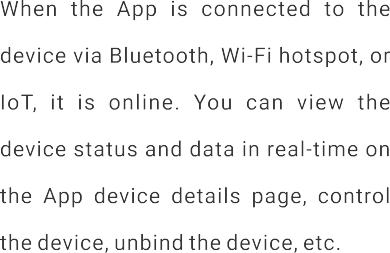 When the App is connected to the
device via Bluetooth, Wi-Fi hotspot, or
IoT, it is online. You can view the
device status and data in real-time on
the App device details page, control
the device, unbind the device, etc.